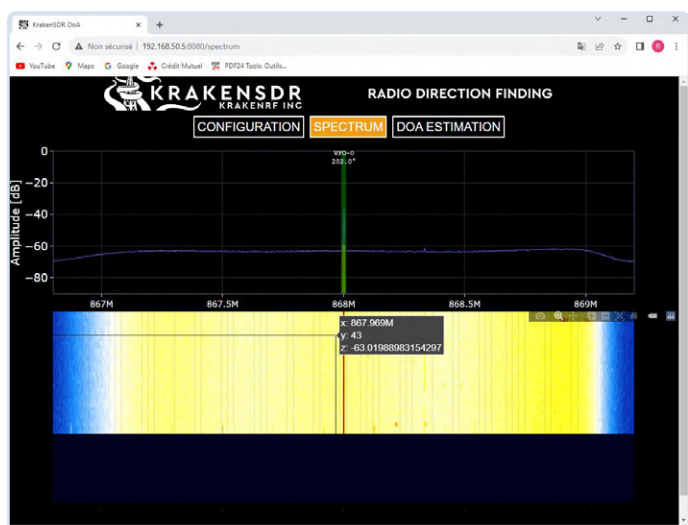 KrakenSDR DoA
Non sécurisé | 192.168.50.5:8080/spectrum
YouTube Maps Google Crédit Mutuel PDF24 Tools: Outils...
KRAKENSDR
KRAKENRF INC
RADIO DIRECTION FINDING
CONFIGURATION SPECTRUM DOA ESTIMATION
VFO-0
202.0°
Amplitude [dB]
0
−20
−40
−60
−80
867M 867.5M 868M 868.5M 869M
x: 867.969M
y: 43
z: -63.01988983154297